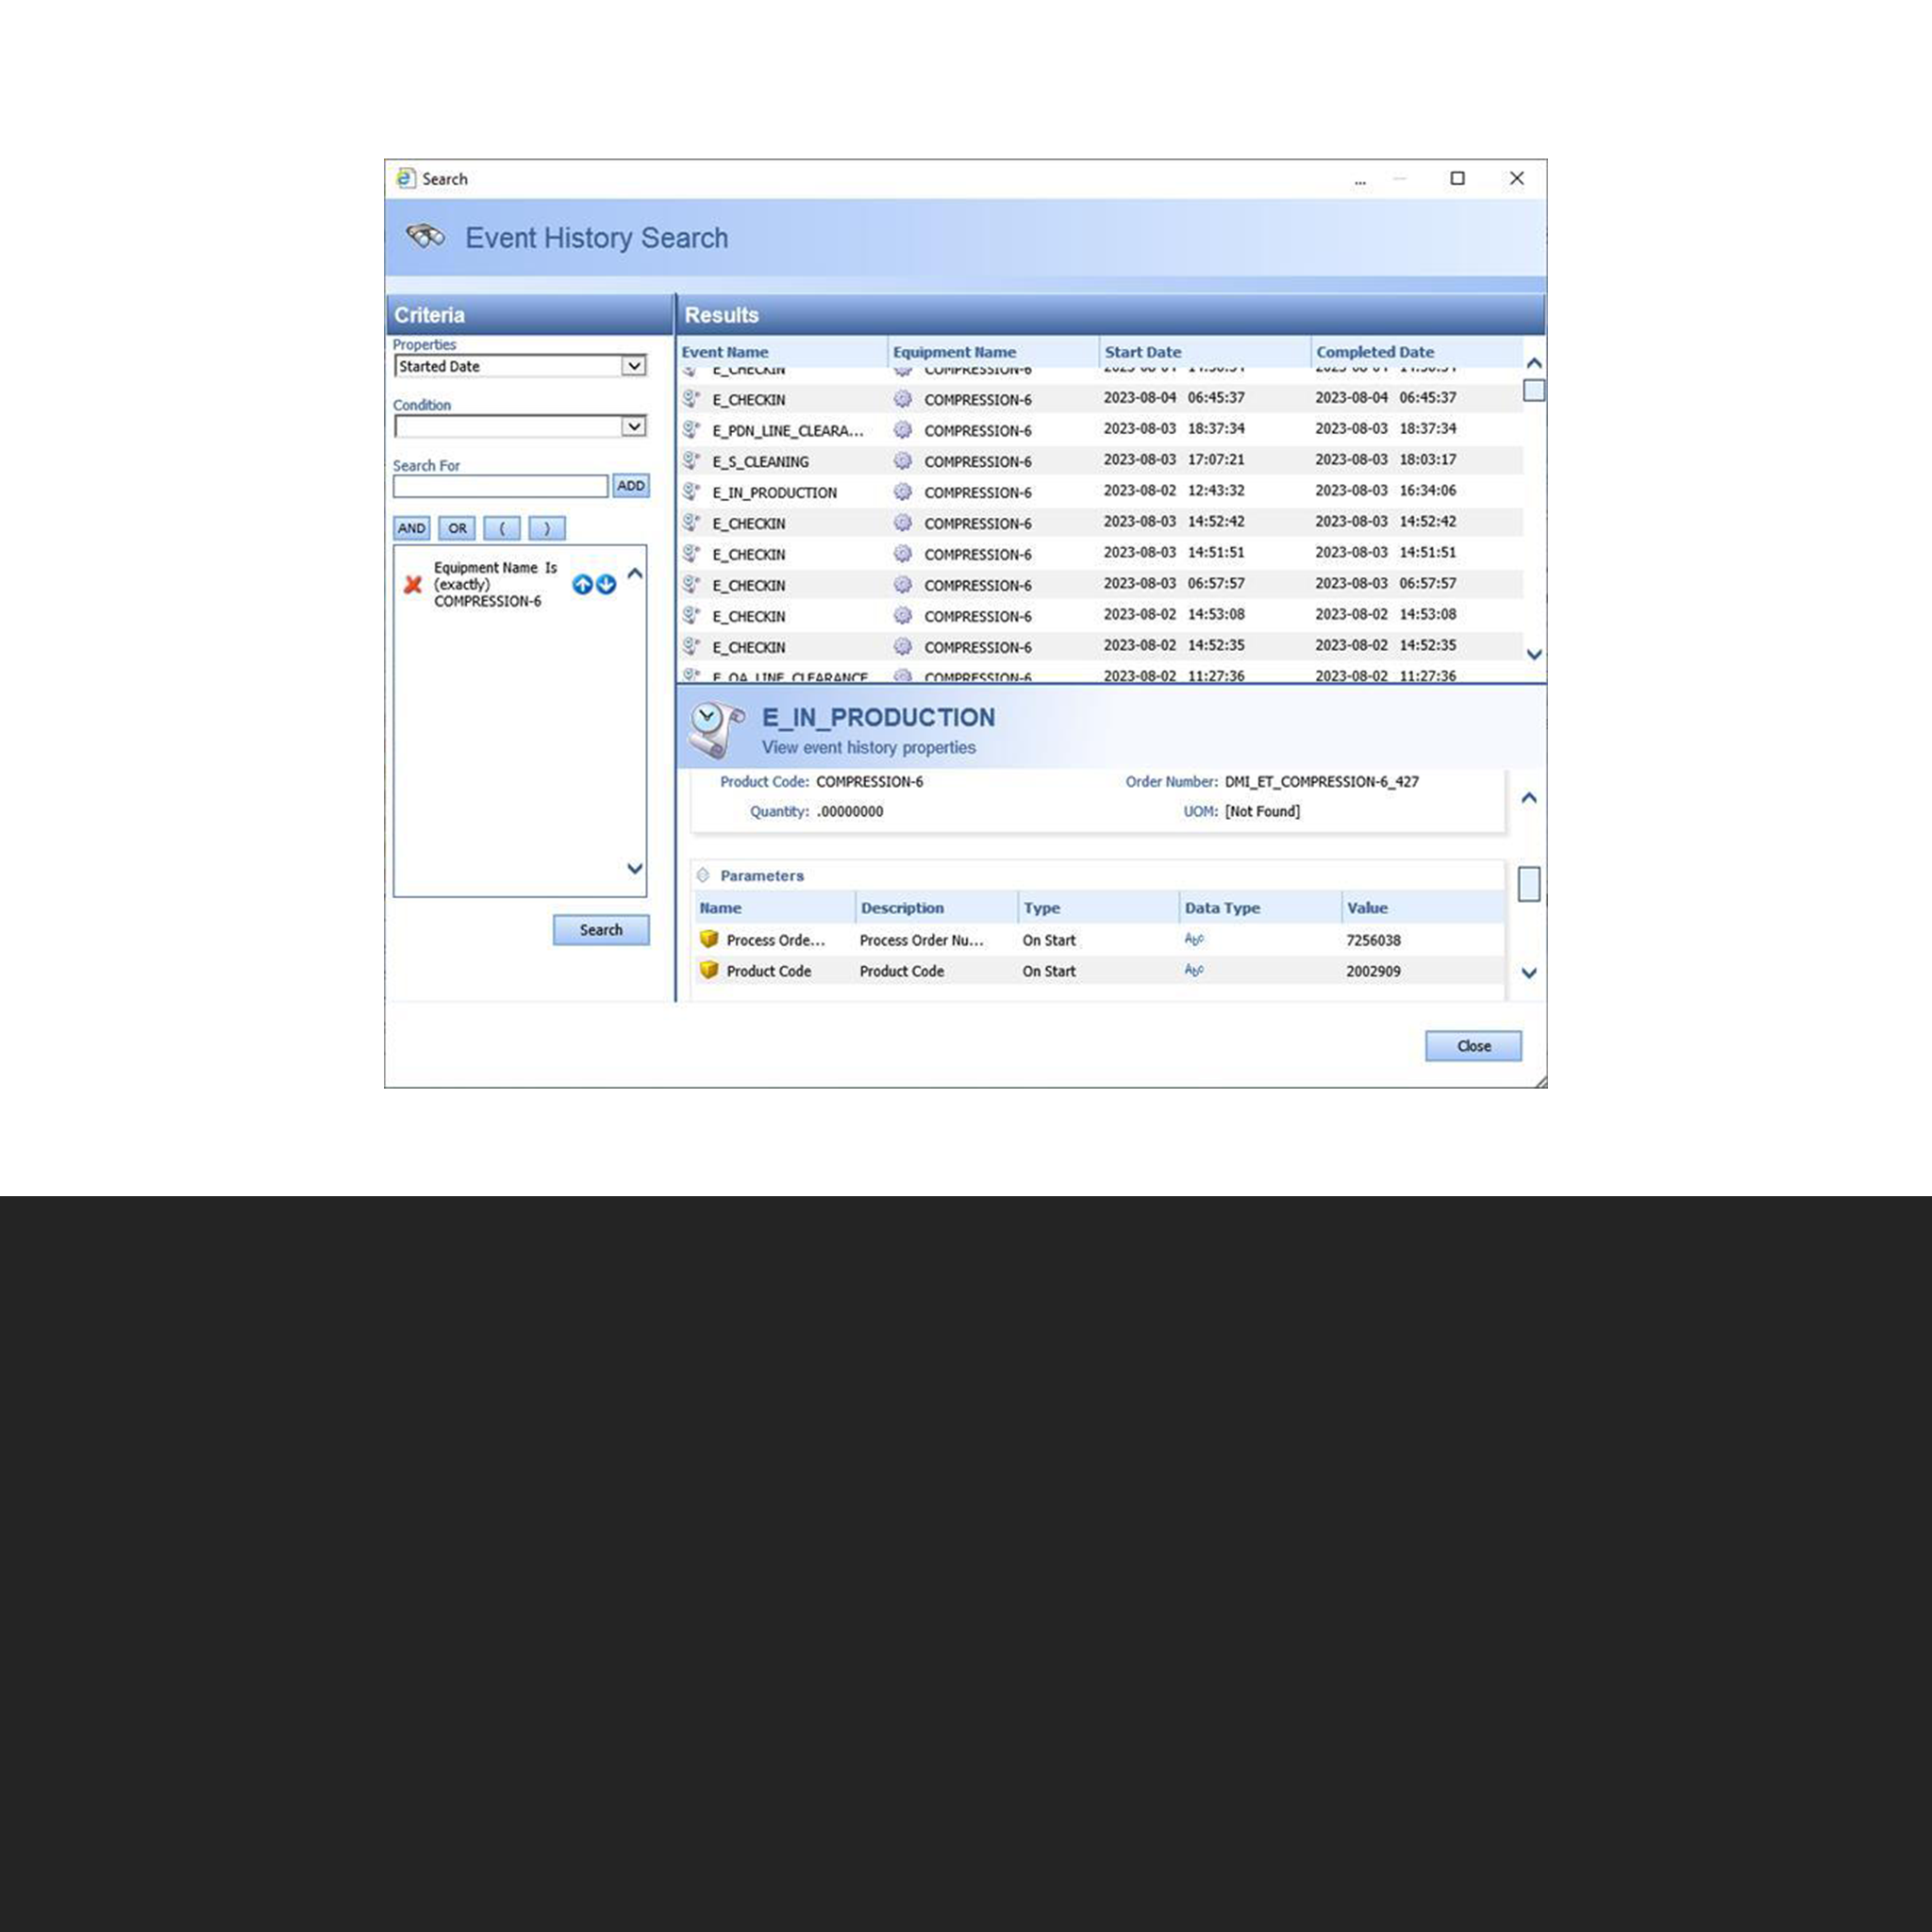 Search
...
Event History Search
Criteria
Properties
Started Date
Condition
Search For
ADD
AND OR ( )
Equipment Name Is
(exactly)
COMPRESSION-6
Search
Results
Event Name Equipment Name Start Date Completed Date
E_CHECKIN COMPRESSION-6
E_CHECKIN COMPRESSION-6 2023-08-04 06:45:37 2023-08-04 06:45:37
E_PDN_LINE_CLEARA... COMPRESSION-6 2023-08-03 18:37:34 2023-08-03 18:37:34
E_S_CLEANING COMPRESSION-6 2023-08-03 17:07:21 2023-08-03 18:03:17
E_IN_PRODUCTION COMPRESSION-6 2023-08-02 12:43:32 2023-08-03 16:34:06
E_CHECKIN COMPRESSION-6 2023-08-03 14:52:42 2023-08-03 14:52:42
E_CHECKIN COMPRESSION-6 2023-08-03 14:51:51 2023-08-03 14:51:51
E_CHECKIN COMPRESSION-6 2023-08-03 06:57:57 2023-08-03 06:57:57
E_CHECKIN COMPRESSION-6 2023-08-02 14:53:08 2023-08-02 14:53:08
E_CHECKIN COMPRESSION-6 2023-08-02 14:52:35 2023-08-02 14:52:35
E_QA_LINE_CLEARANCE COMPRESSION-6 2023-08-02 11:27:36 2023-08-02 11:27:36
E_IN_PRODUCTION
View event history properties
Product Code: COMPRESSION-6 Order Number: DMI_ET_COMPRESSION-6_427
Quantity: .00000000 UOM: [Not Found]
Parameters
Name Description Type Data Type Value
Process Orde... Process Order Nu... On Start Abc 7256038
Product Code Product Code On Start Abc 2002909
Close